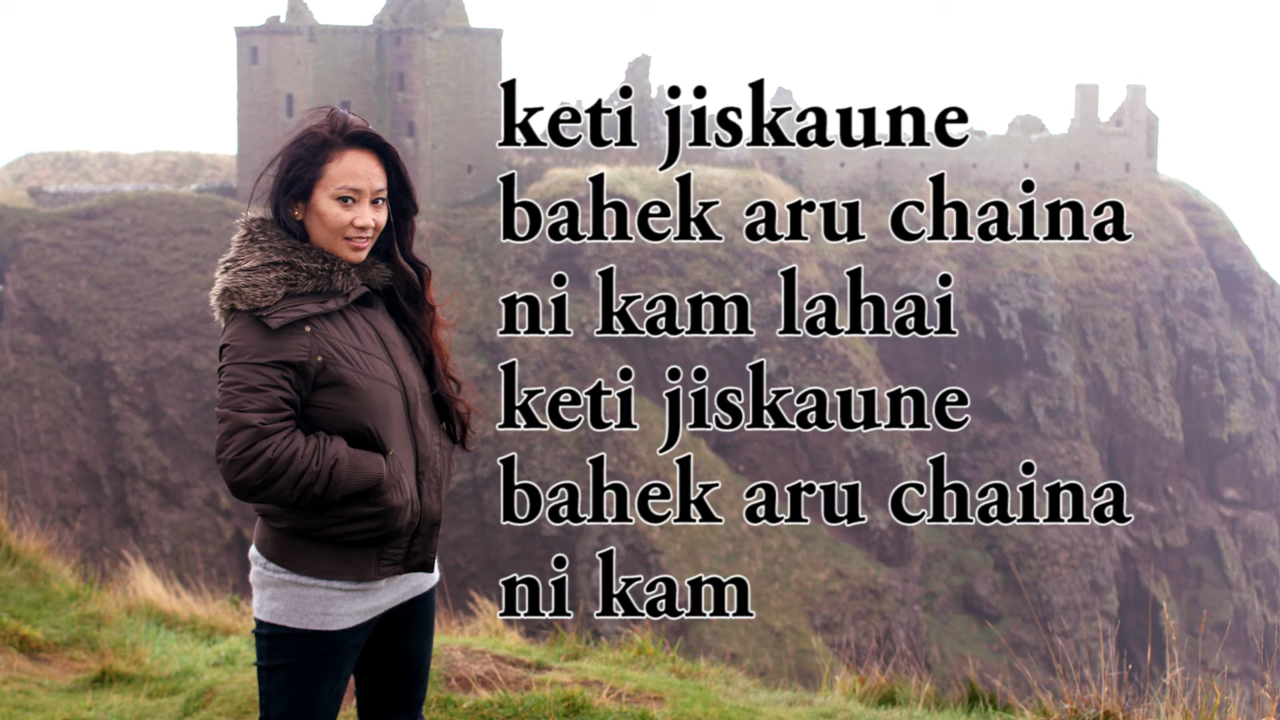 keti jiskaune
bahek aru chaina
ni kam lahai
keti jiskaune
bahek aru chaina
ni kam